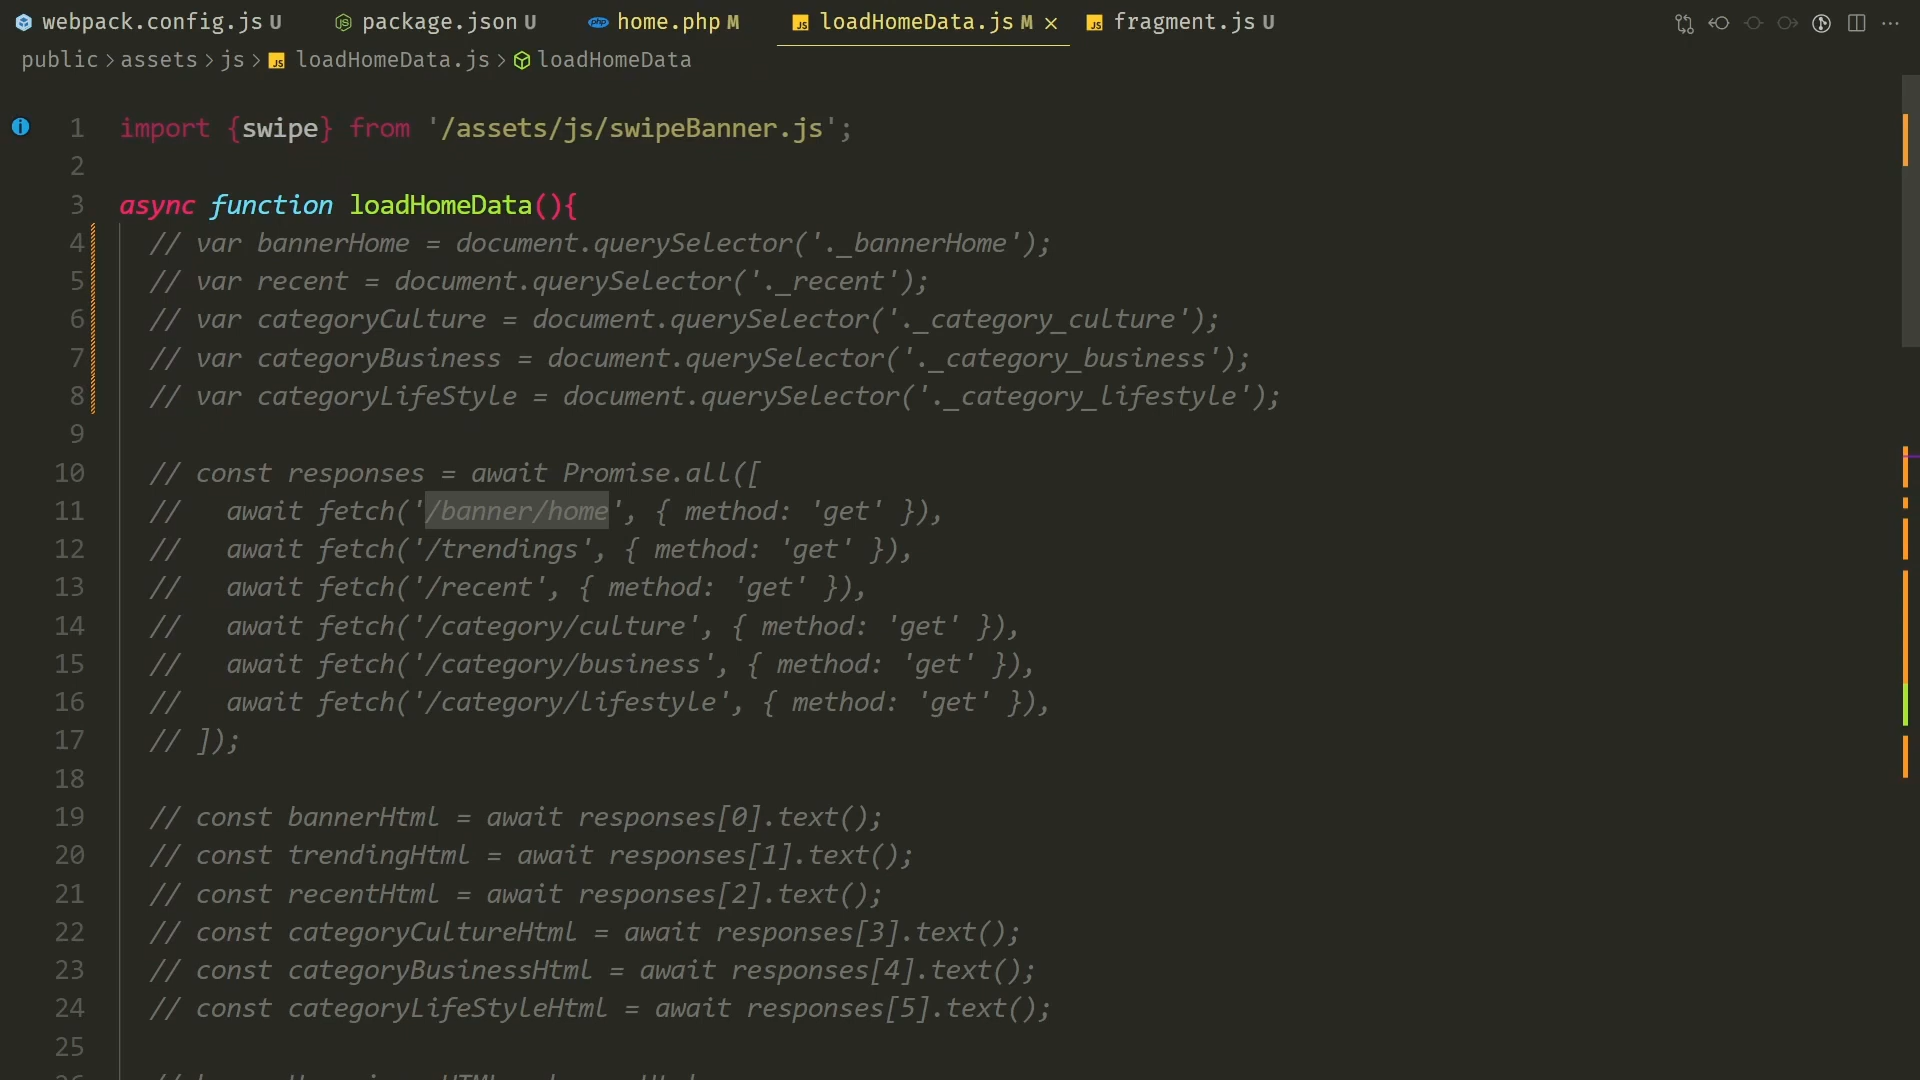 webpack.config.js U package.json U home.php M loadHomeData.js M × fragment.js U
public > assets > js > JS loadHomeData.js > loadHomeData
1 import {swipe} from '/assets/js/swipeBanner.js';
2
3 async function loadHomeData(){
4 // var bannerHome = document.querySelector('._bannerHome');
5 // var recent = document.querySelector('._recent');
6 // var categoryCulture = document.querySelector('._category_culture');
7 // var categoryBusiness = document.querySelector('._category_business');
8 // var categoryLifeStyle = document.querySelector('._category_lifestyle');
9
10 // const responses = await Promise.all([
11 //   await fetch('/banner/home', { method: 'get' }),
12 //   await fetch('/trendings', { method: 'get' }),
13 //   await fetch('/recent', { method: 'get' }),
14 //   await fetch('/category/culture', { method: 'get' }),
15 //   await fetch('/category/business', { method: 'get' }),
16 //   await fetch('/category/lifestyle', { method: 'get' }),
17 // ]);
18
19 // const bannerHtml = await responses[0].text();
20 // const trendingHtml = await responses[1].text();
21 // const recentHtml = await responses[2].text();
22 // const categoryCultureHtml = await responses[3].text();
23 // const categoryBusinessHtml = await responses[4].text();
24 // const categoryLifeStyleHtml = await responses[5].text();
25